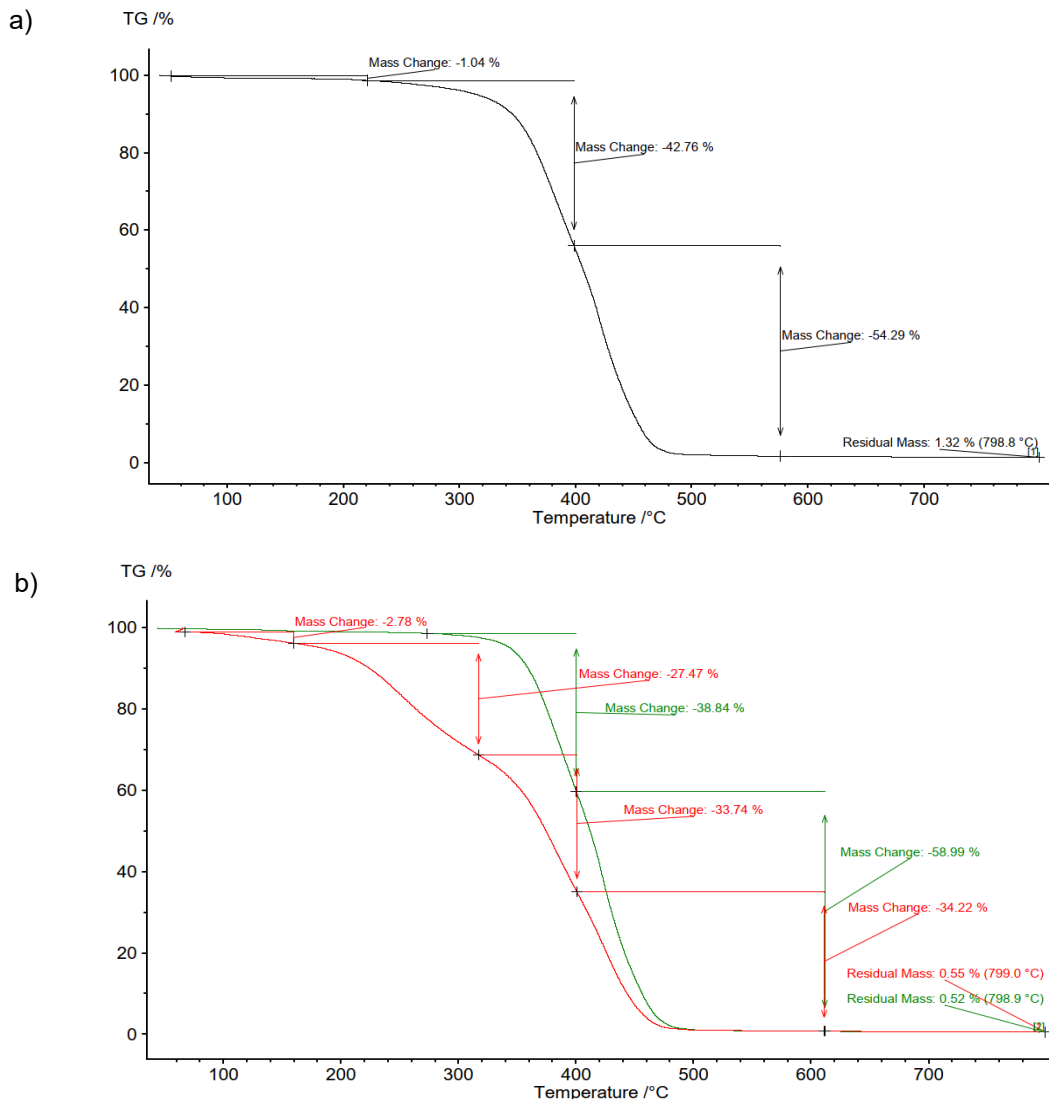 a)
TG /%
Mass Change: -1.04 %
100
Mass Change: -42.76 %
80
60
40
Mass Change: -54.29 %
20
Residual Mass: 1.32 % (798.8 °C)
[1]
0
100 200 300 400 500 600 700
Temperature /°C
b)
TG /%
Mass Change: -2.78 %
100
Mass Change: -27.47 %
80
Mass Change: -38.84 %
60
Mass Change: -33.74 %
Mass Change: -58.99 %
40
Mass Change: -34.22 %
20
Residual Mass: 0.55 % (799.0 °C)
Residual Mass: 0.52 % (798.9 °C)
0
100 200 300 400 500 600 700
Temperature /°C